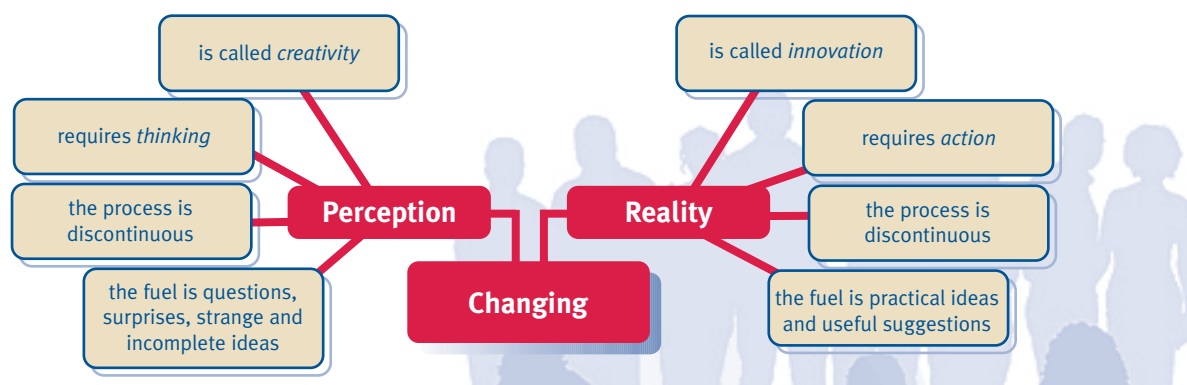 is called creativity
requires thinking
the process is
discontinuous
the fuel is questions,
surprises, strange and
incomplete ideas
Perception
Changing
Reality
is called innovation
requires action
the process is
discontinuous
the fuel is practical ideas
and useful suggestions